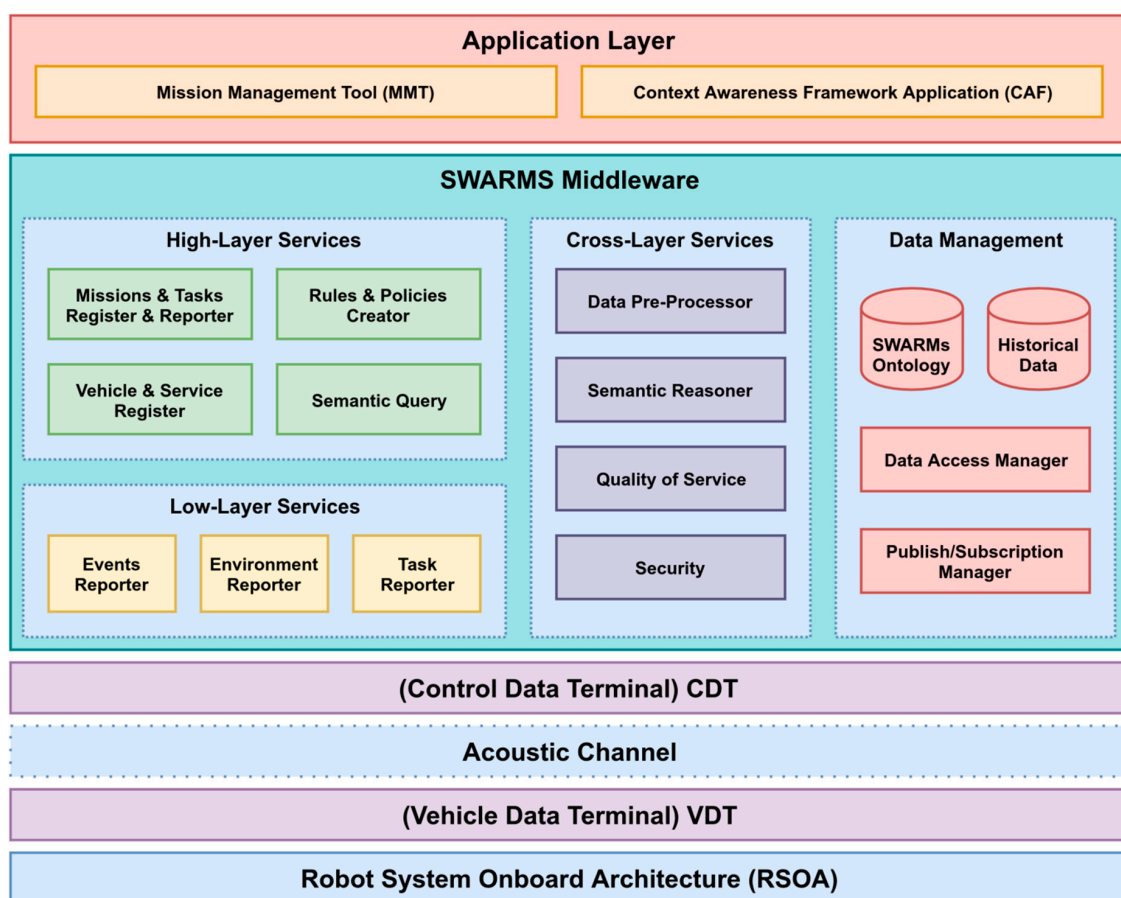 Application Layer
Mission Management Tool (MMT)
Context Awareness Framework Application (CAF)
SWARMS Middleware
High-Layer Services
Missions & Tasks
Register & Reporter
Rules & Policies
Creator
Vehicle & Service
Register
Semantic Query
Low-Layer Services
Events
Reporter
Environment
Reporter
Task
Reporter
Cross-Layer Services
Data Pre-Processor
Semantic Reasoner
Quality of Service
Security
Data Management
SWARMs
Ontology
Historical
Data
Data Access Manager
Publish/Subscription
Manager
(Control Data Terminal) CDT
Acoustic Channel
(Vehicle Data Terminal) VDT
Robot System Onboard Architecture (RSOA)